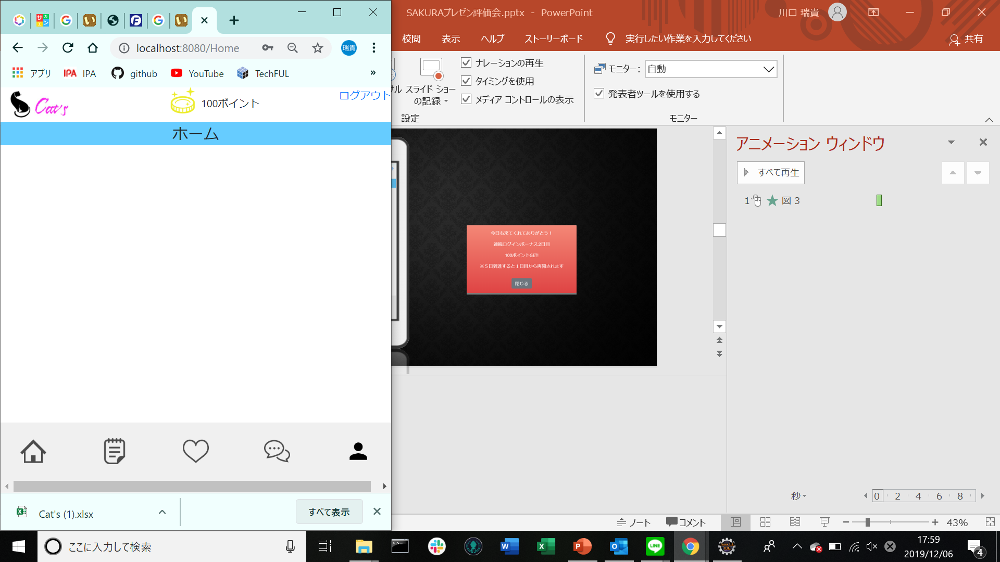 SAKURAプレゼン評価会.pptx - PowerPoint
川口 瑞貴
校閲 表示 ヘルプ ストーリーボード 実行したい作業を入力してください 共有
localhost:8080/Home
瑞貴
アプリ IPA IPA github YouTube TechFUL »
Cat's
100ポイント
ログアウト
ホーム
ル スライド ショー
の記録
ナレーションの再生
タイミングを使用
メディア コントロールの表示
設定
モニター: 自動
発表者ツールを使用する
モニター
今日も来てくれてありがとう!
連続ログインボーナス:2日目
100ポイントGET!
※５日到達すると１日目から再開されます
閉じる
アニメーション ウィンドウ
すべて再生
1 図 3
秒
0 2 4 6 8
Cat's (1).xlsx
すべて表示
ノート コメント 43%
ここに入力して検索
LINE
Java EE
IDE
17:59
2019/12/06
4